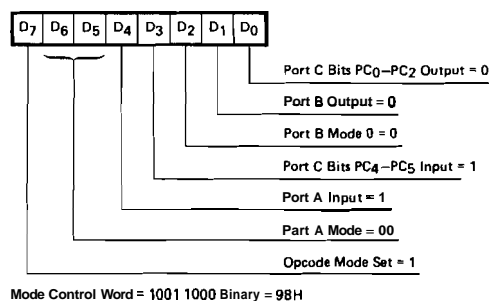 D7 D6 D5 D4 D3 D2 D1 D0
Port C Bits PC0–PC2 Output = 0
Port B Output = 0
Port B Mode 0 = 0
Port C Bits PC4–PC5 Input = 1
Port A Input = 1
Part A Mode = 00
Opcode Mode Set = 1
Mode Control Word = 1001 1000 Binary = 98H